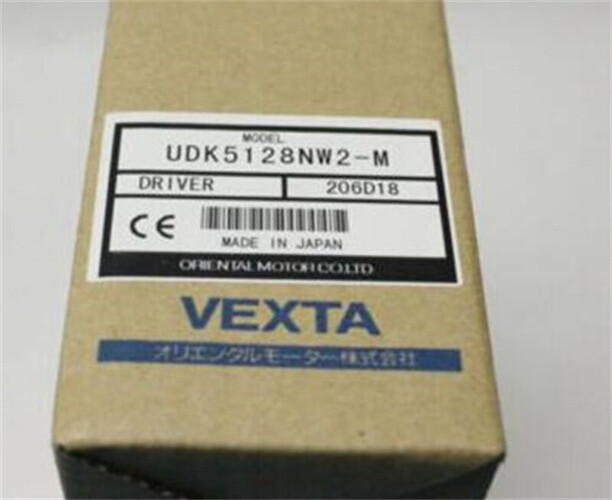 MODEL
UDK5128NW2-M
DRIVER 206D18
CE
MADE IN JAPAN
ORIENTAL MOTOR CO.LTD
VEXTA
オリエンタルモーター株式会社